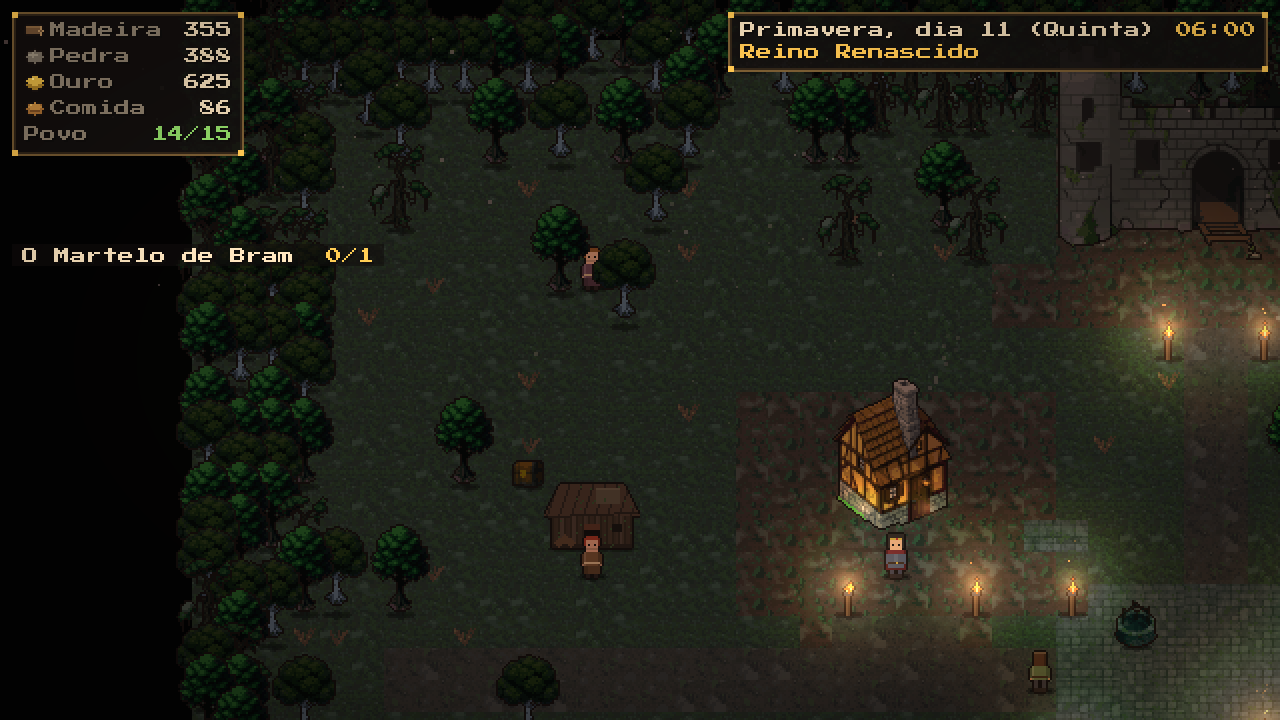 Madeira 355
Pedra 388
Ouro 625
Comida 86
Povo 14/15
Primavera, dia 11 (Quinta) 06:00
Reino Renascido
O Martelo de Bram 0/1